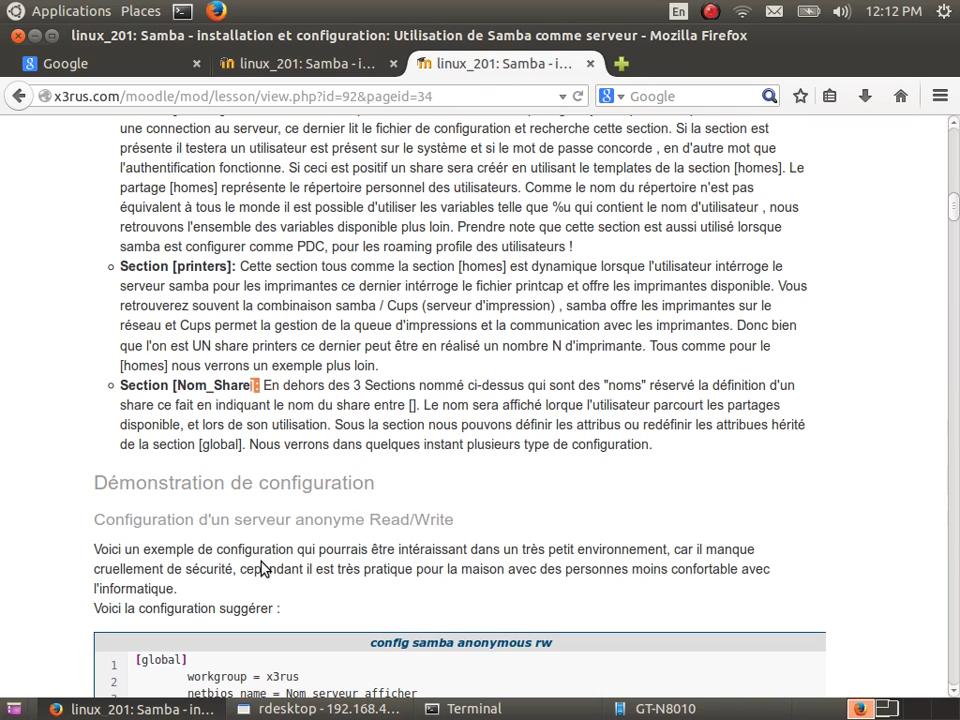 Applications Places En 12:12 PM
linux_201: Samba - installation et configuration: Utilisation de Samba comme serveur - Mozilla Firefox
Google linux_201: Samba - i... linux_201: Samba - i...
x3rus.com/moodle/mod/lesson/view.php?id=92&pageid=34 Google
une connection au serveur, ce dernier lit le fichier de configuration et recherche cette section. Si la section est
présente il testera un utilisateur est présent sur le système et si le mot de passe concorde , en d'autre mot que
l'authentification fonctionne. Si ceci est positif un share sera créér en utilisant le templates de la section [homes]. Le
partage [homes] représente le répertoire personnel des utilisateurs. Comme le nom du répertoire n'est pas
équivalent à tous le monde il est possible d'utiliser les variables telle que %u qui contient le nom d'utilisateur , nous
retrouvons l'ensemble des variables disponible plus loin. Prendre note que cette section est aussi utilisé lorsque
samba est configurer comme PDC, pour les roaming profile des utilisateurs !
Section [printers]: Cette section tous comme la section [homes] est dynamique lorsque l'utilisateur intérroge le
serveur samba pour les imprimantes ce dernier intérroge le fichier printcap et offre les imprimantes disponible. Vous
retrouverez souvent la combinaison samba / Cups (serveur d'impression) , samba offre les imprimantes sur le
réseau et Cups permet la gestion de la queue d'impressions et la communication avec les imprimantes. Donc bien
que l'on est UN share printers ce dernier peut être en réalisé un nombre N d'imprimante. Tous comme pour le
[homes] nous verrons un exemple plus loin.
Section [Nom_Share]: En dehors des 3 Sections nommé ci-dessus qui sont des "noms" réservé la définition d'un
share ce fait en indiquant le nom du share entre []. Le nom sera affiché lorque l'utilisateur parcourt les partages
disponible, et lors de son utilisation. Sous la section nous pouvons définir les attribus ou redéfinir les attribues hérité
de la section [global]. Nous verrons dans quelques instant plusieurs type de configuration.
Démonstration de configuration
Configuration d'un serveur anonyme Read/Write
Voici un exemple de configuration qui pourrais être intéraissant dans un très petit environnement, car il manque
cruellement de sécurité, cependant il est très pratique pour la maison avec des personnes moins confortable avec
l'informatique.
Voici la configuration suggérer :
config samba anonymous rw
1 [global]
2 workgroup = x3rus
netbios name = Nom serveur afficher
linux_201: Samba - in... rdesktop - 192.168.4... Terminal GT-N8010